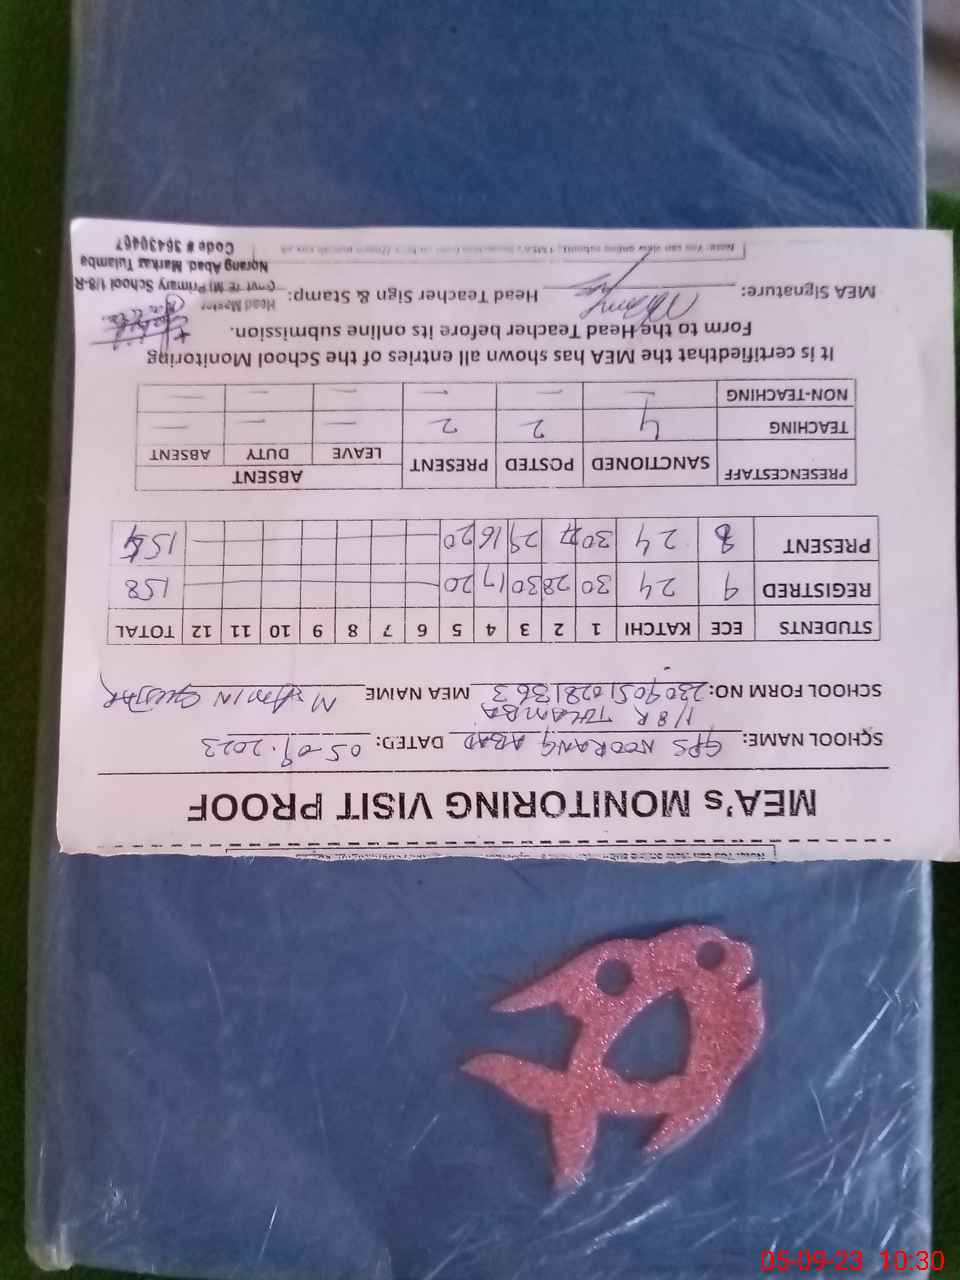 MEA's MONITORING VISIT PROOF
SCHOOL NAME: GPS NOORANG ABAD DATED: 05-09-2023
1/8R TULAMBA
SCHOOL FORM NO: 23090510281363 MEA NAME M. AMIN
STUDENTS ECE KATCHI 1 2 3 4 5 6 7 8 9 10 11 12 TOTAL
REGISTRED 9 24 30 28 30 17 20 158
PRESENT 8 24 30 27 29 16 20 154
PRESENCESTAFF SANCTIONED POSTED PRESENT ABSENT
LEAVE DUTY ABSENT
TEACHING 4 2 2 — — —
NON-TEACHING — — — — — —
It is certifiedthat the MEA has shown all entries of the School Monitoring
Form to the Head Teacher before its online submission.
MEA Signature: Head Teacher Sign & Stamp:
Head Master
Govt (E M) Primary School 1/8-R
Norang Abad. Markaz Tulamba
Code # 36430407
05-09-23 10:30